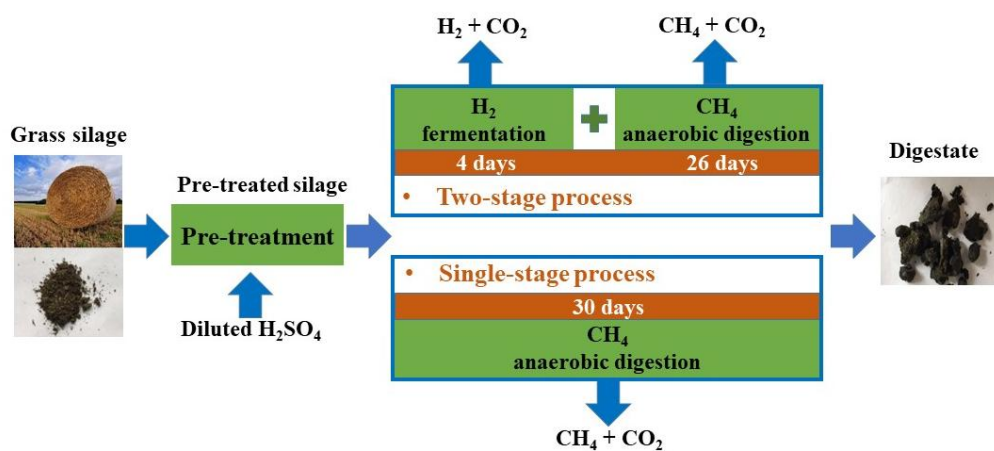 H₂ + CO₂
CH₄ + CO₂
Grass silage
H₂
fermentation
CH₄
anaerobic digestion
4 days
26 days
• Two-stage process
Pre-treated silage
Pre-treatment
Diluted H₂SO₄
• Single-stage process
30 days
CH₄
anaerobic digestion
CH₄ + CO₂
Digestate